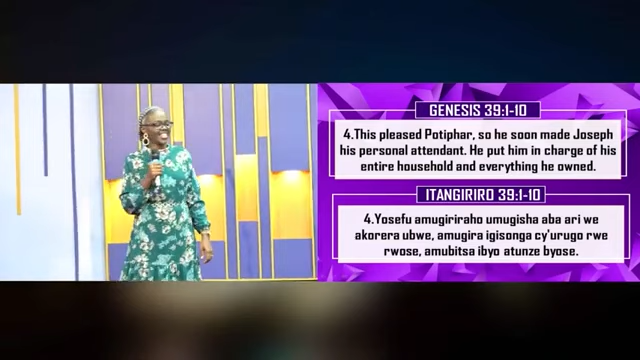 GENESIS 39:1-10
4.This pleased Potiphar, so he soon made Joseph
his personal attendant. He put him in charge of his
entire household and everything he owned.
ITANGIRIRO 39:1-10
4.Yosefu amugiriraho umugisha aba ari we
akorera ubwe, amugira igisonga cy'urugo rwe
rwose, amubitsa ibyo atunze byose.